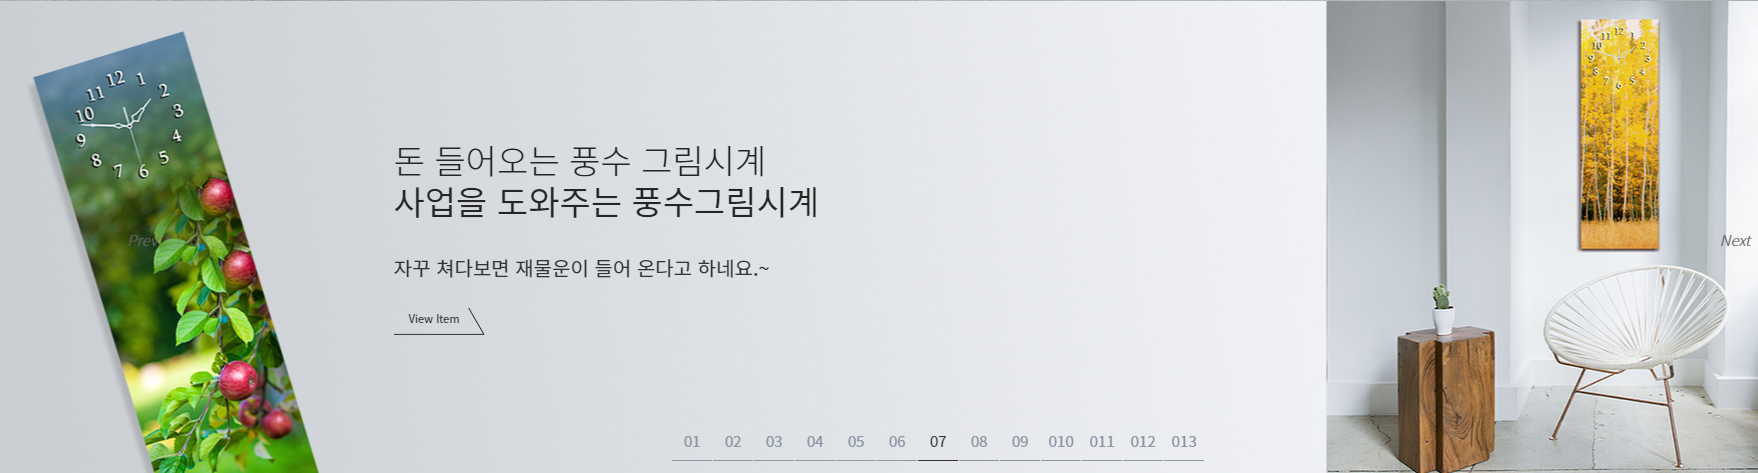 12
11 1
10 2
9 3
8 4
7 5
6
Prev
돈 들어오는 풍수 그림시계
사업을 도와주는 풍수그림시계
자꾸 쳐다보면 재물운이 들어 온다고 하네요.~
View Item
01 02 03 04 05 06 07 08 09 010 011 012 013
12
11 1
10 2
9 3
8 4
7 5
6
Next